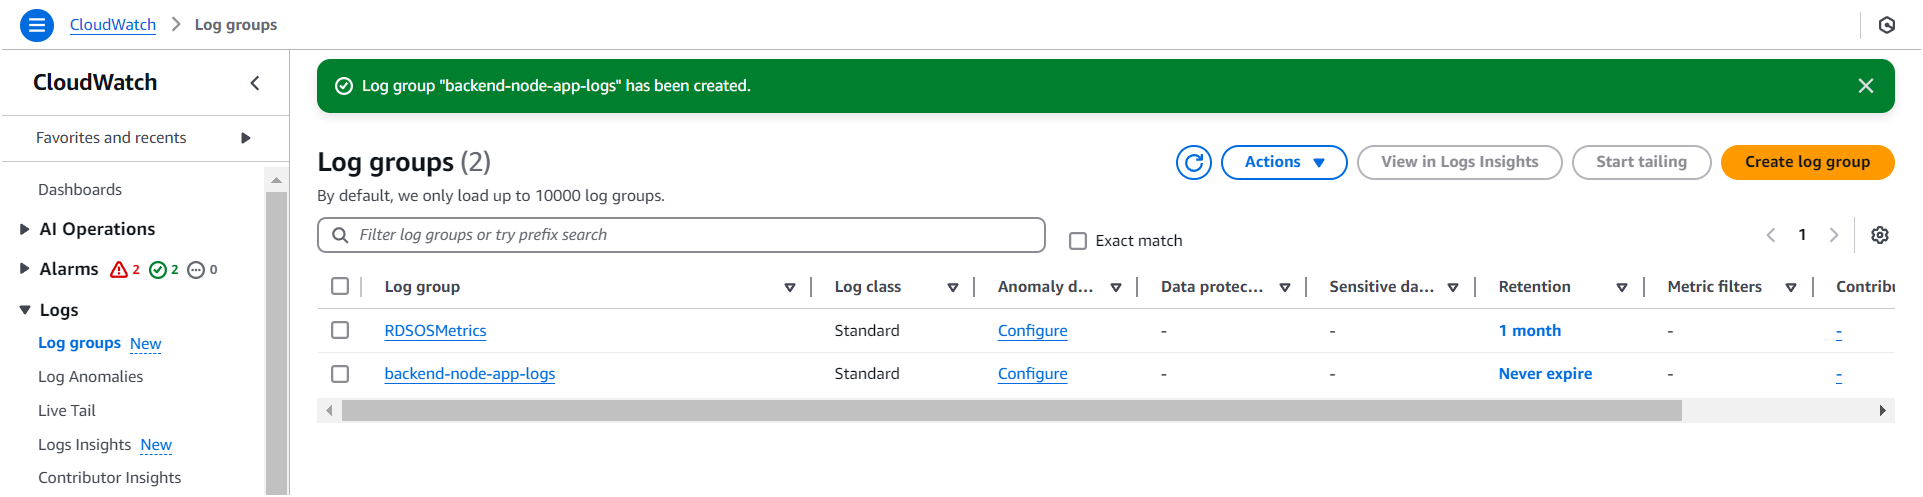 CloudWatch > Log groups
CloudWatch
Favorites and recents
Dashboards
AI Operations
Alarms 2 2 0
Logs
Log groups New
Log Anomalies
Live Tail
Logs Insights New
Contributor Insights
Log group "backend-node-app-logs" has been created.
Log groups (2)
Actions View in Logs Insights Start tailing Create log group
By default, we only load up to 10000 log groups.
Filter log groups or try prefix search Exact match 1
Log group Log class Anomaly d... Data protec... Sensitive da... Retention Metric filters Contribu
RDSOSMetrics Standard Configure - - 1 month - -
backend-node-app-logs Standard Configure - - Never expire - -